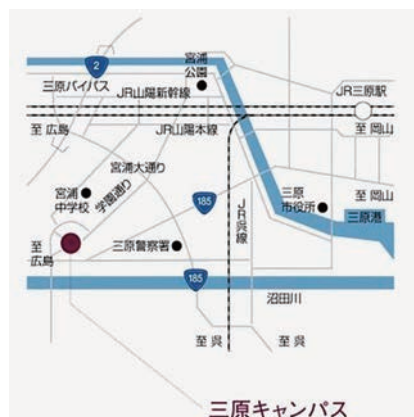 2
宮浦
公園
三原バイパス
JR山陽新幹線
JR三原駅
至 広島
JR山陽本線
至 岡山
宮浦大通り
学園通り
宮浦
中学校
185
JR呉線
三原
市役所
至 岡山
三原港
至
広島
三原警察署
185
沼田川
至 呉
至 呉
三原キャンパス